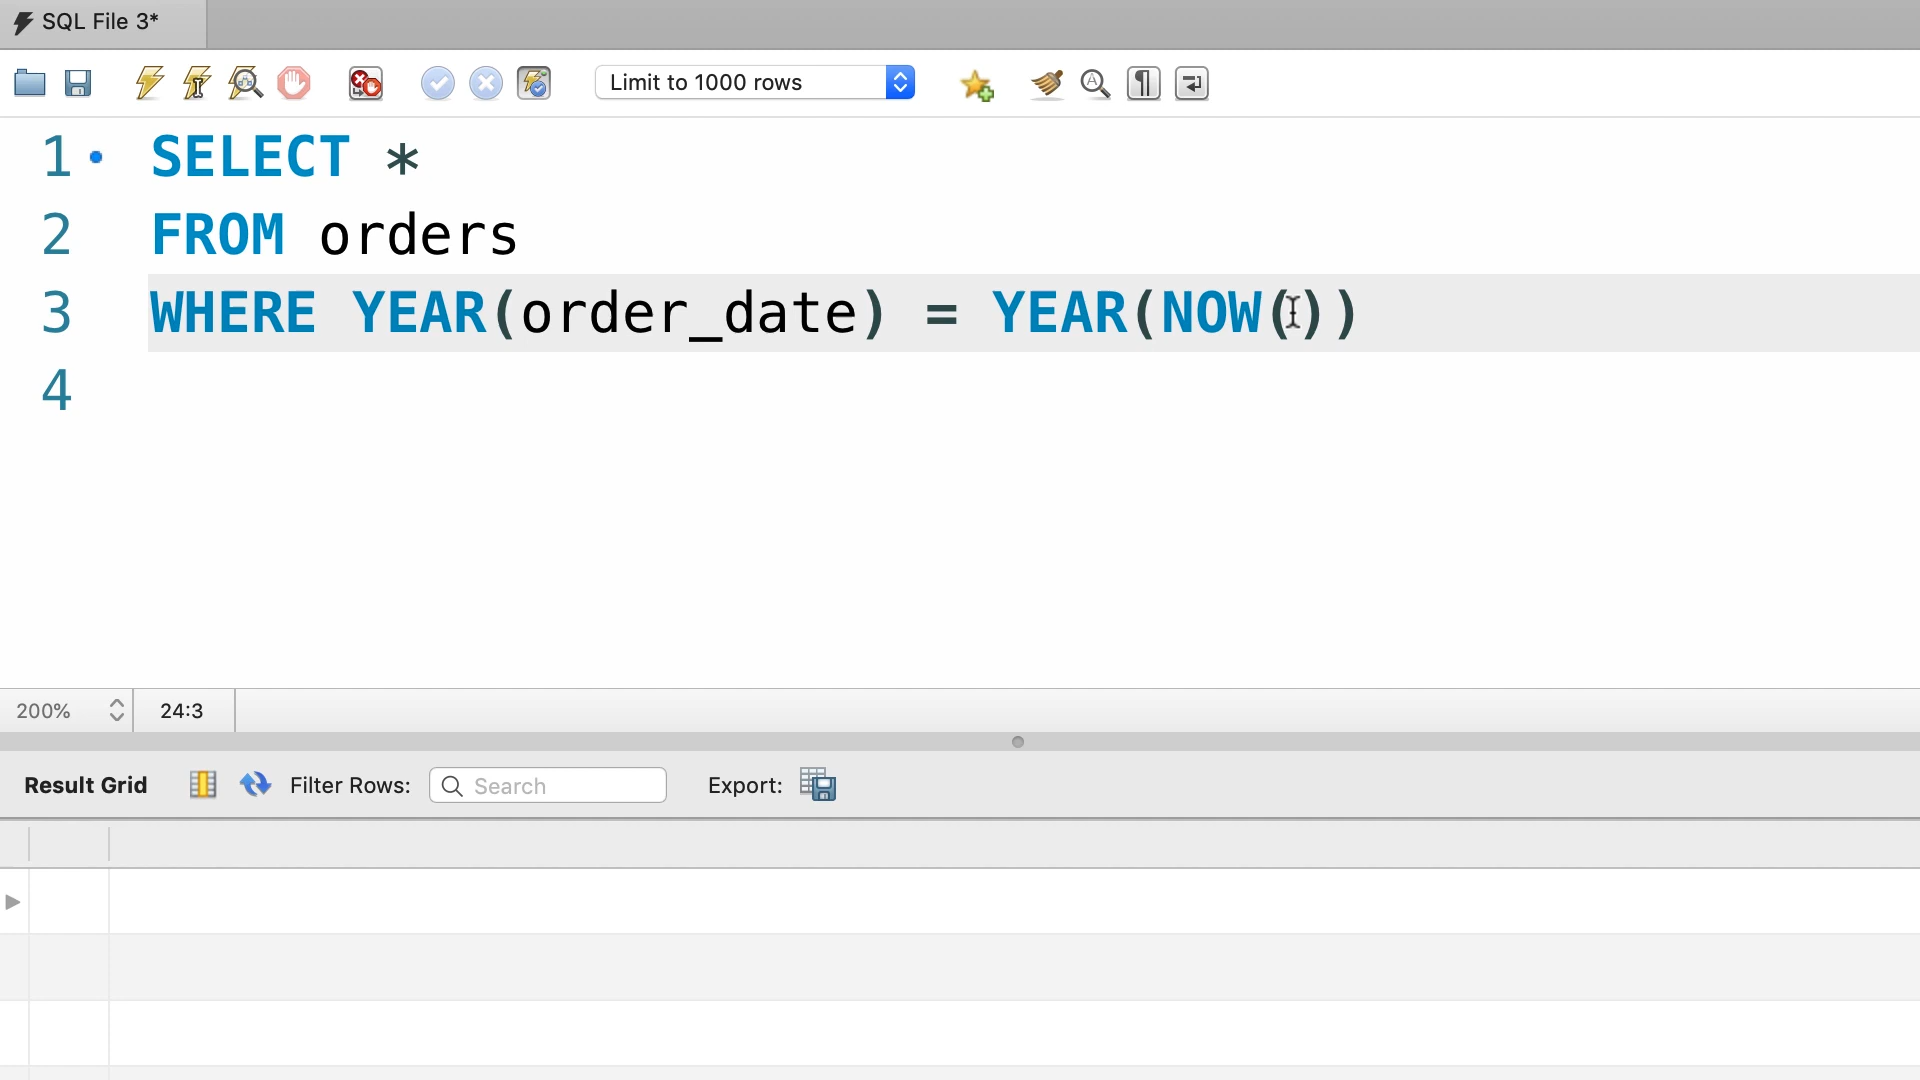 SQL File 3*
Limit to 1000 rows
1 SELECT *
2 FROM orders
3 WHERE YEAR(order_date) = YEAR(NOW())
4
200% 24:3
Result Grid Filter Rows: Search Export: